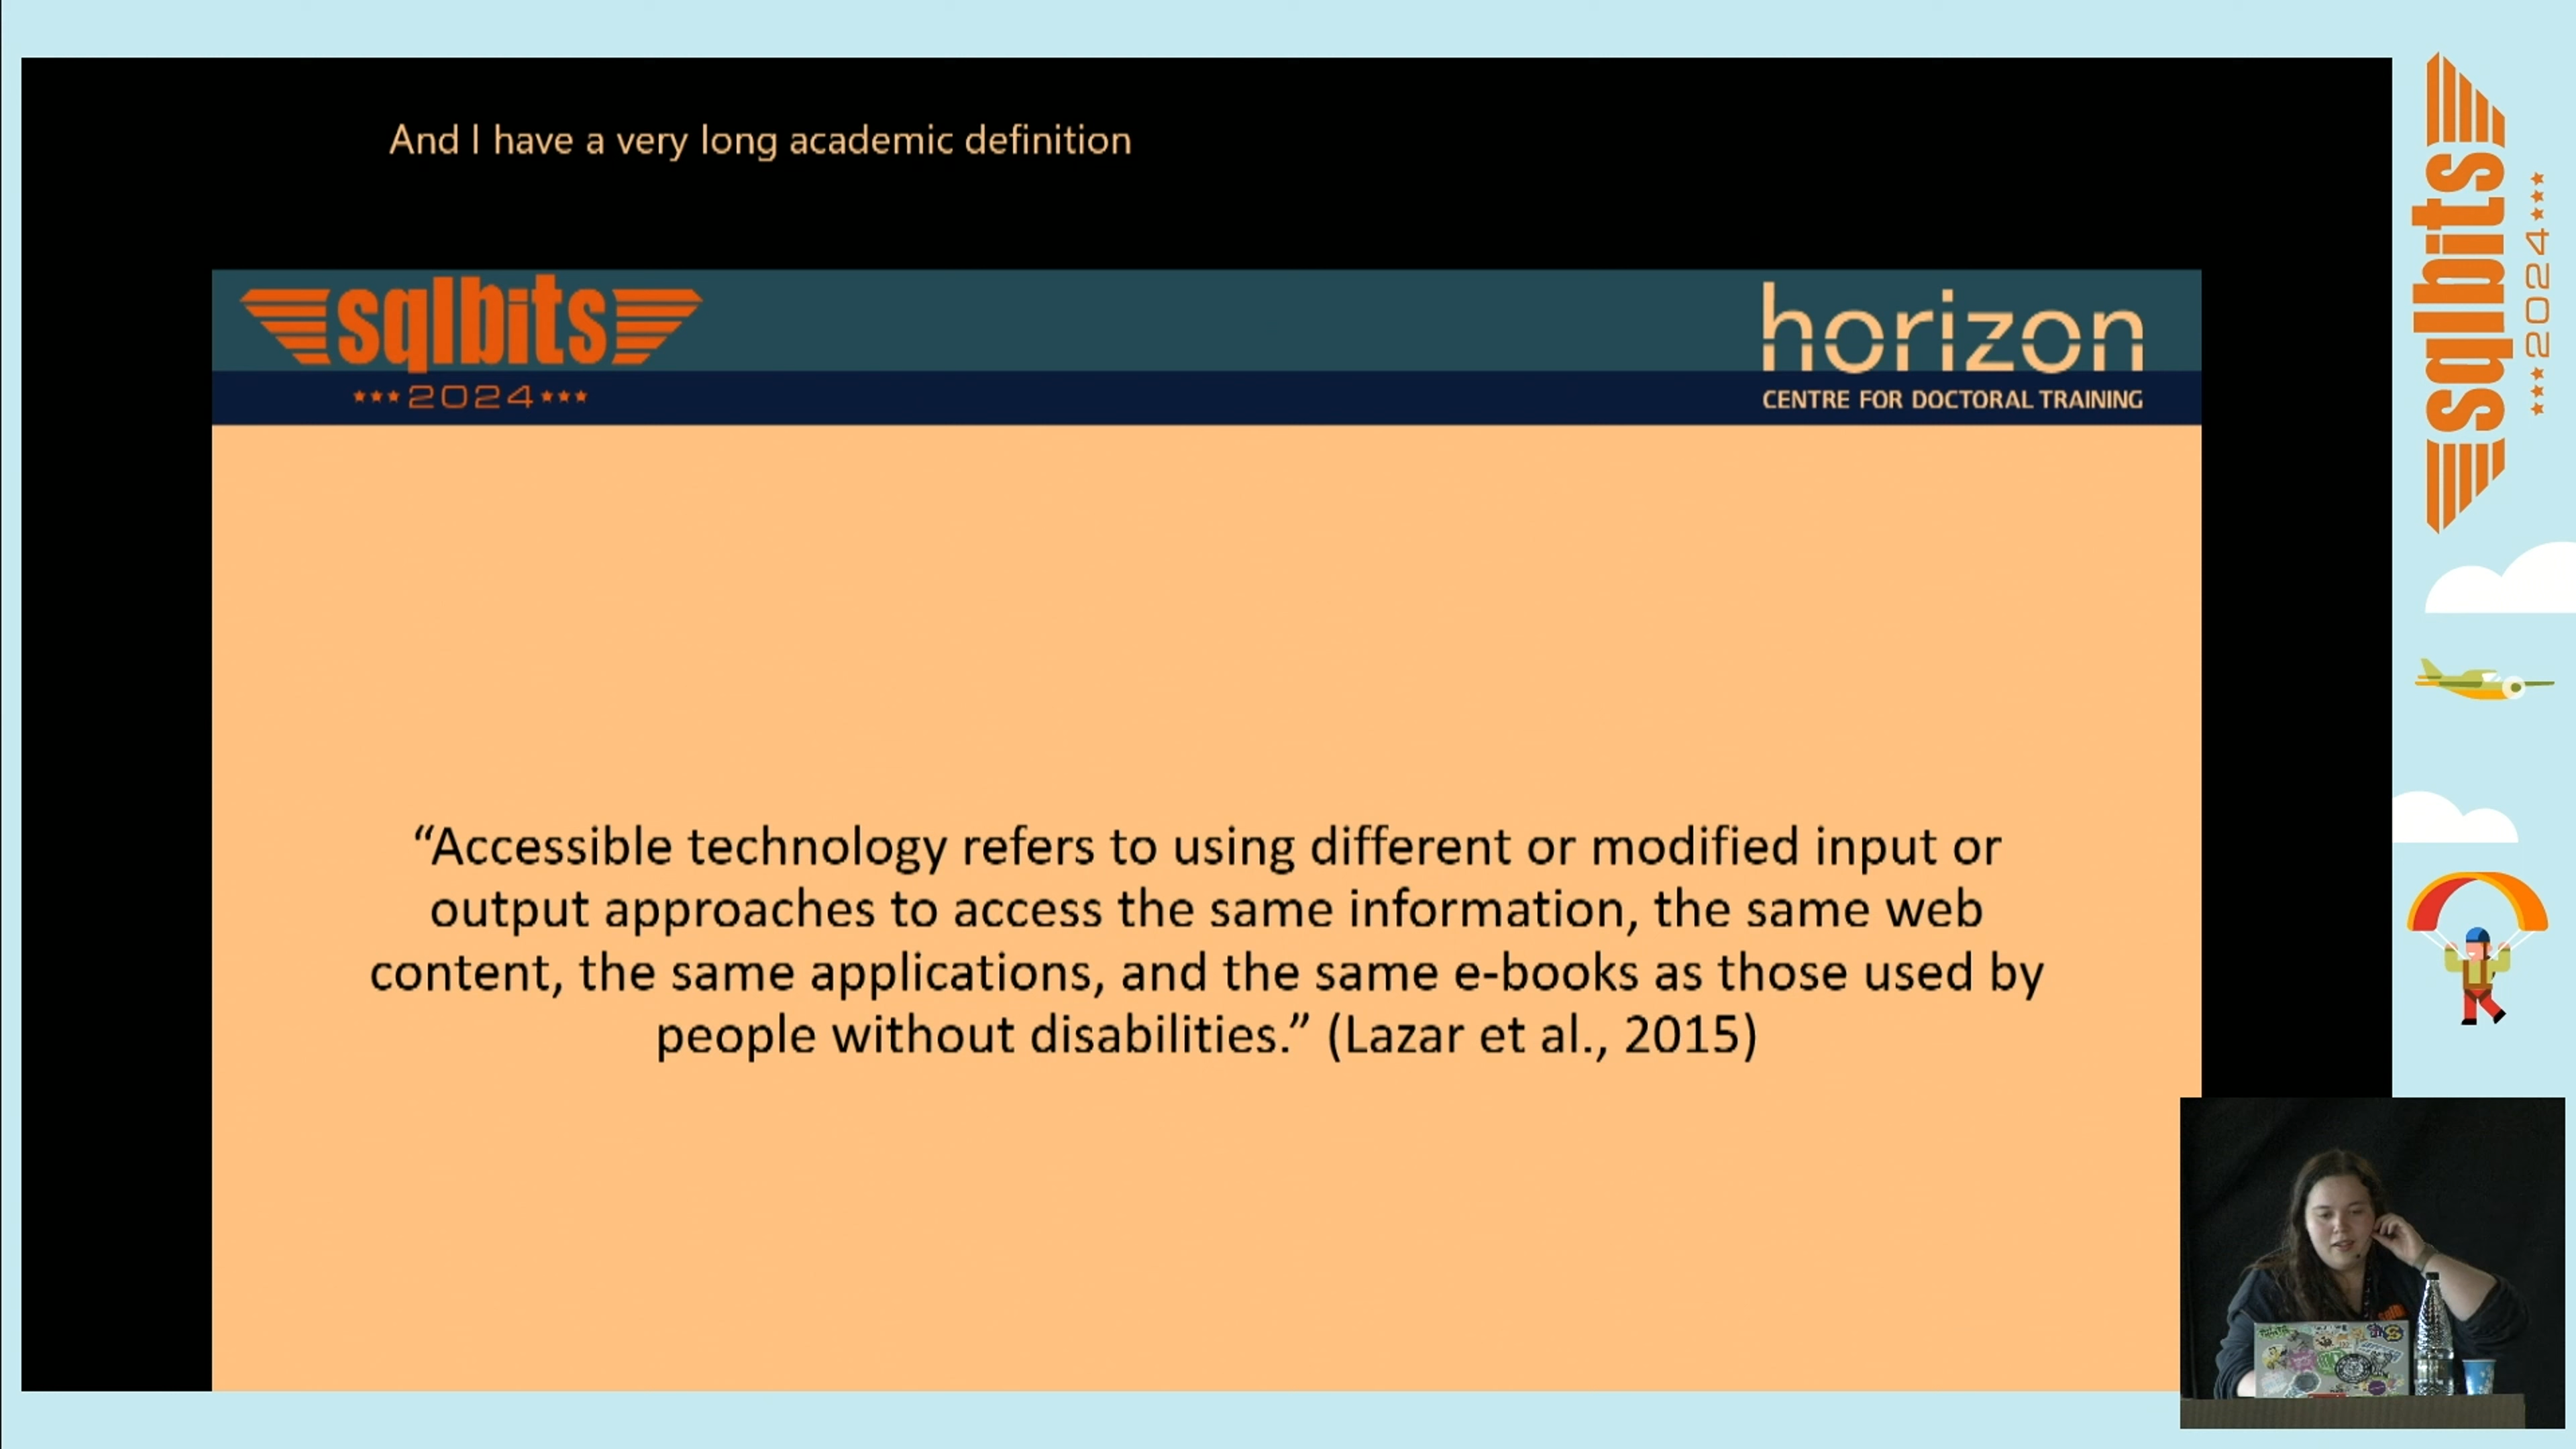 And I have a very long academic definition
sqlbits
2024
horizon
CENTRE FOR DOCTORAL TRAINING
“Accessible technology refers to using different or modified input or
output approaches to access the same information, the same web
content, the same applications, and the same e-books as those used by
people without disabilities.” (Lazar et al., 2015)
sqlbits
2024